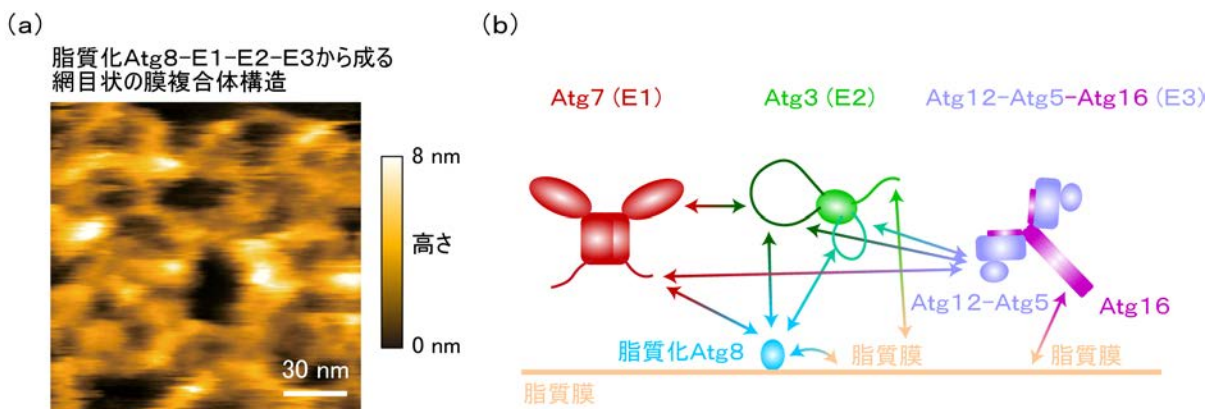 (a)
脂質化Atg8-E1-E2-E3から成る
網目状の膜複合体構造
8 nm
高さ
0 nm
30 nm
(b)
Atg7 (E1)
Atg3 (E2)
Atg12-Atg5-Atg16 (E3)
Atg12-Atg5
Atg16
脂質化Atg8
脂質膜
脂質膜
脂質膜